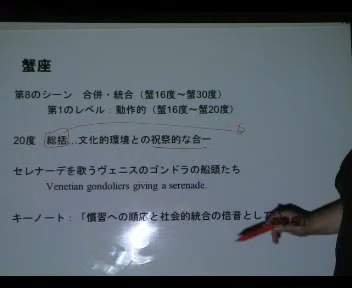 蟹座
第8のシーン 合併・統合（蟹16度～蟹30度）
第1のレベル：動作的（蟹16度～蟹20度）
20度 総括…文化的環境との祝祭的な合一
セレナーデを歌うヴェニスのゴンドラの船頭たち
Venetian gondoliers giving a serenade.
キーノート：「慣習への順応と社会的統合の倍音として